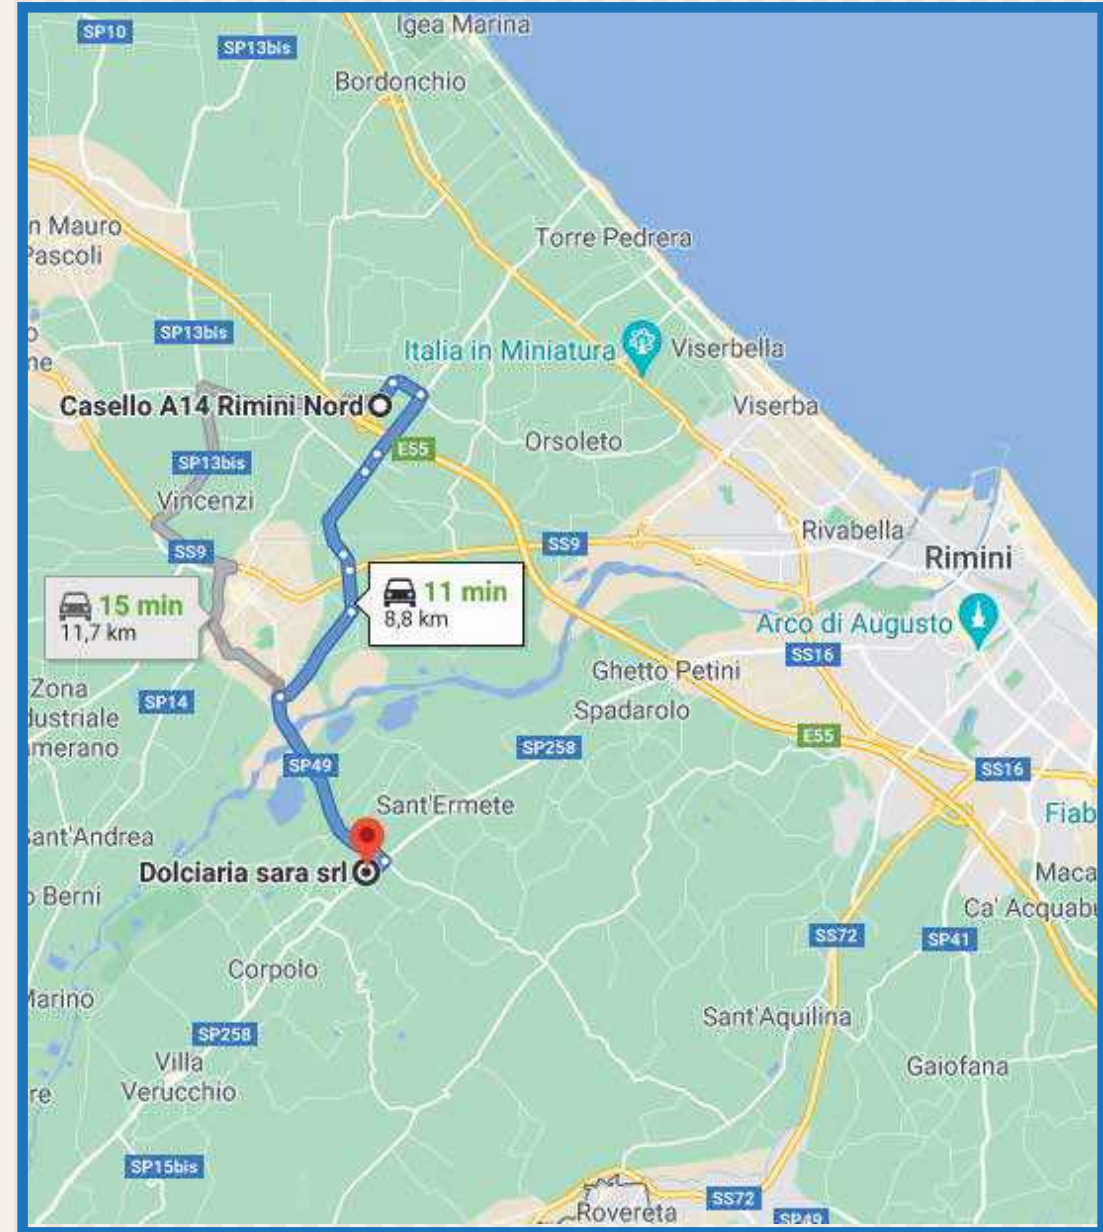 Igea Marina
SP10
SP13bis
Bordonchio
n Mauro
Pascoli
Torre Pedrera
SP13bis
Italia in Miniatura
Viserbella
Casello A14 Rimini Nord
Viserba
E55
Orsoleto
SP13bis
Vincenzi
Rivabella
SS9
SS9
Rimini
15 min
11,7 km
11 min
8,8 km
Arco di Augusto
SS16
Ghetto Petini
Zona
dustriale
merano
SP14
Spadarolo
SP258
E55
SP49
SS16
Sant'Ermete
Fiab
Sant'Andrea
Dolciaria sara srl
Maca
o Berni
Ca' Acquab
SS72
SP41
Corpolo
Marino
Sant'Aquilina
SP258
Villa
Verucchio
Gaiofana
re
SP15bis
SS72
Rovereta
SP49